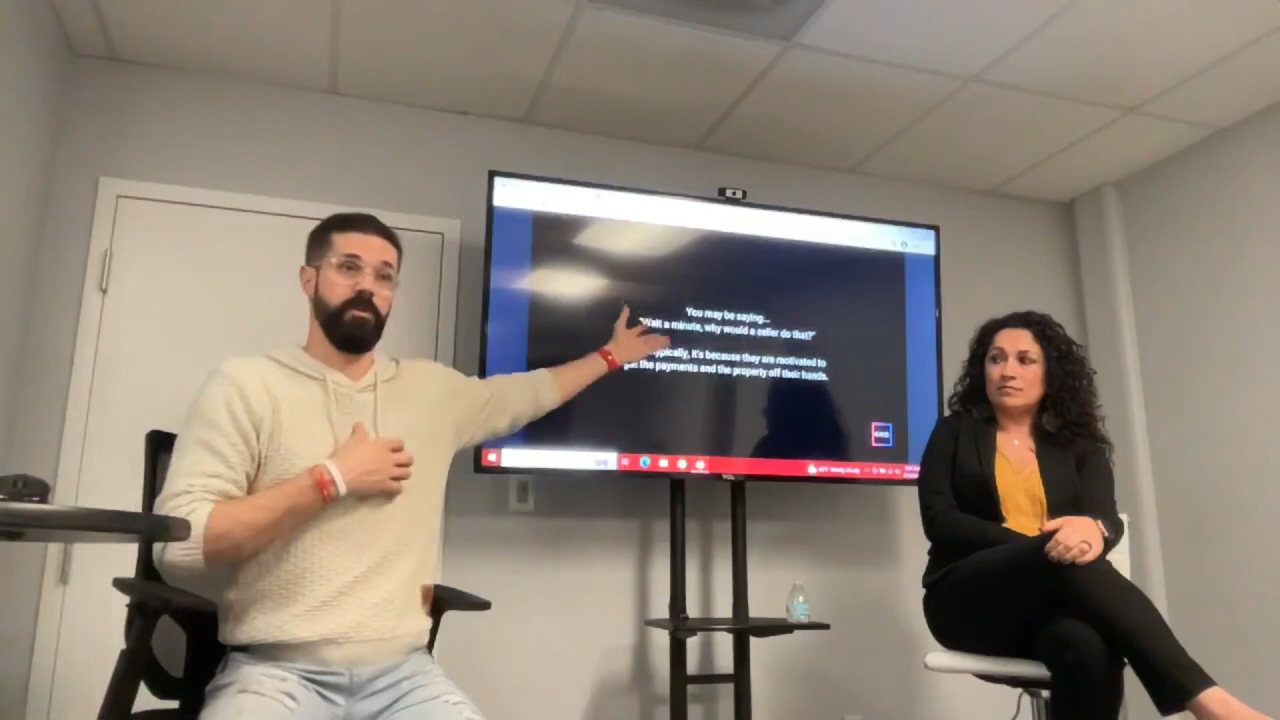 You may be saying...
"Wait a minute, why would a seller do that?"
typically, it's because they are motivated to
the payments and the property off their hands.
TCL